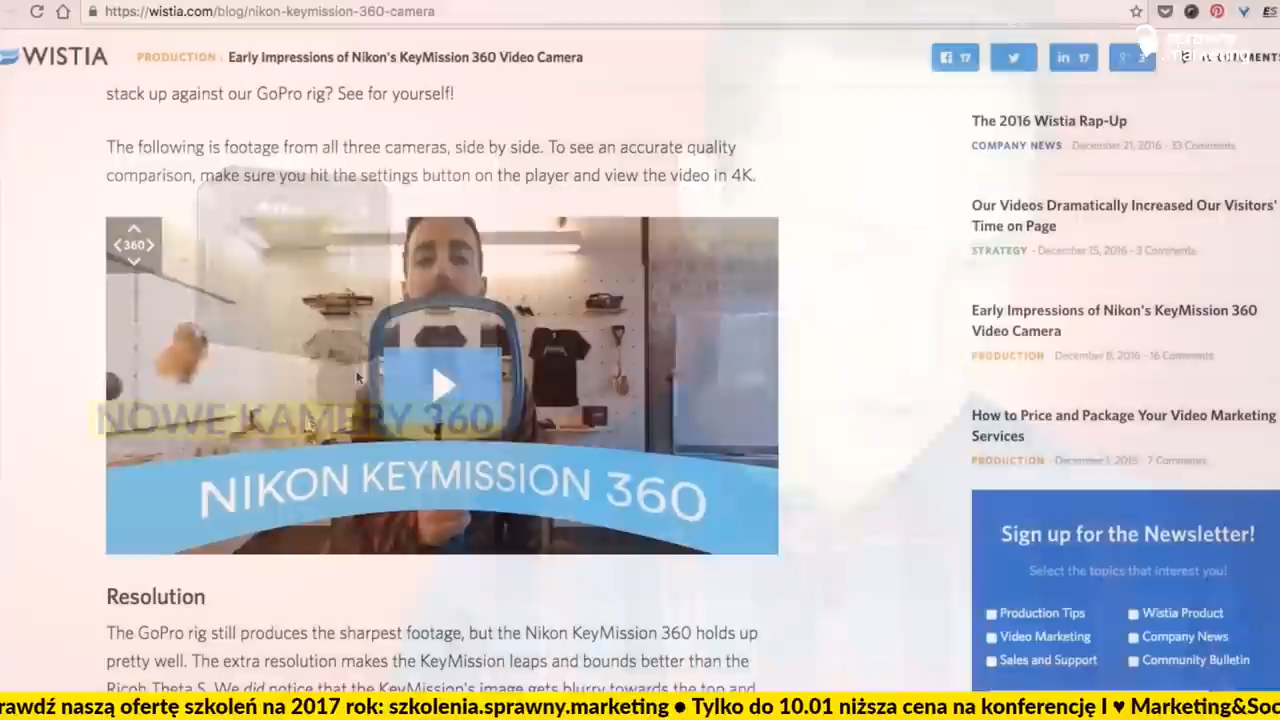 https://wistia.com/blog/nikon-keymission-360-camera
ES
WISTIA
PRODUCTION
Early Impressions of Nikon's KeyMission 360 Video Camera
17
17
3
sprawny
.marketing
stack up against our GoPro rig? See for yourself!
The following is footage from all three cameras, side by side. To see an accurate quality
comparison, make sure you hit the settings button on the player and view the video in 4K.
360
NOWE KAMERY 360
NIKON KEYMISSION 360
Resolution
The GoPro rig still produces the sharpest footage, but the Nikon KeyMission 360 holds up
pretty well. The extra resolution makes the KeyMission leaps and bounds better than the
Ricoh Theta S. We did notice that the KeyMission's image gets blurry towards the top and
The 2016 Wistia Rap-Up
COMPANY NEWS - December 21, 2016 - 33 Comments
Our Videos Dramatically Increased Our Visitors'
Time on Page
STRATEGY - December 15, 2016 - 3 Comments
Early Impressions of Nikon's KeyMission 360
Video Camera
PRODUCTION - December 8, 2016 - 16 Comments
How to Price and Package Your Video Marketing
Services
PRODUCTION - December 1, 2016 - 7 Comments
Sign up for the Newsletter!
Select the topics that interest you!
Production Tips
Wistia Product
Video Marketing
Company News
Sales and Support
Community Bulletin
rawdź naszą ofertę szkoleń na 2017 rok: szkolenia.sprawny.marketing ● Tylko do 10.01 niższa cena na konferencję I ♥ Marketing&Soc